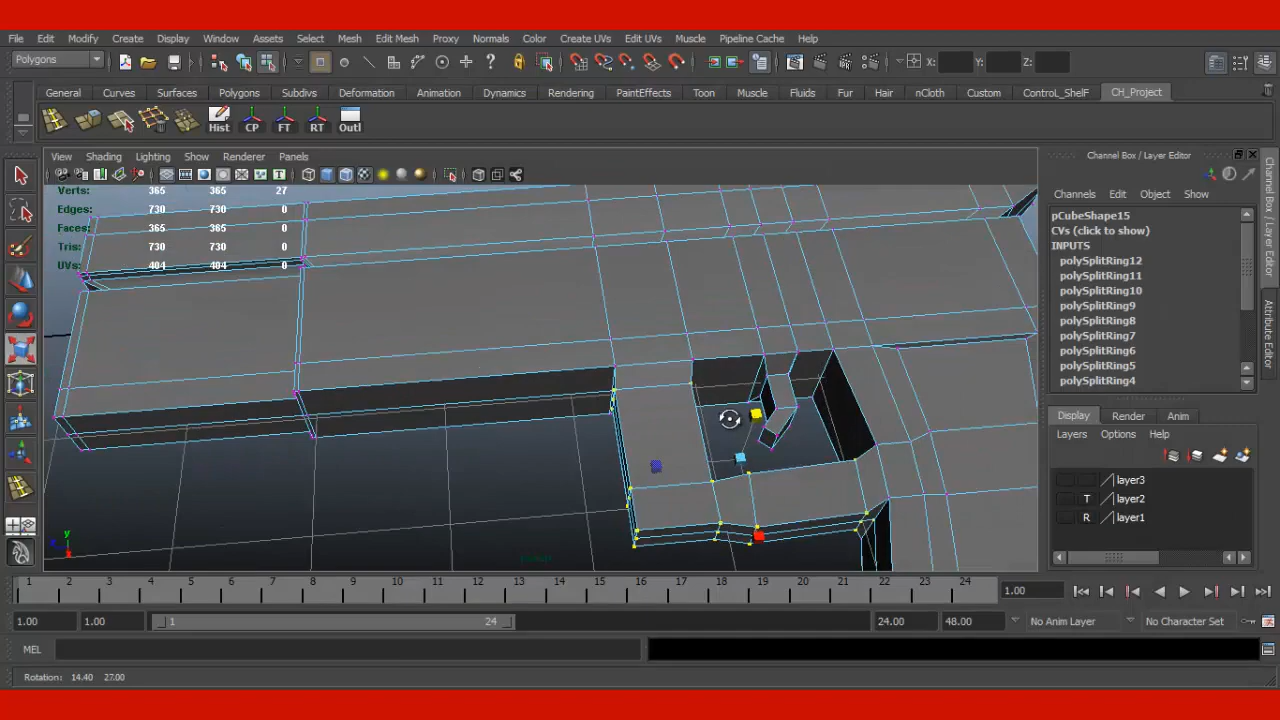 File Edit Modify Create Display Window Assets Select Mesh Edit Mesh Proxy Normals Color Create UVs Edit UVs Muscle Pipeline Cache Help
Polygons X: Y: Z:
General Curves Surfaces Polygons Subdivs Deformation Animation Dynamics Rendering PaintEffects Toon Muscle Fluids Fur Hair nCloth Custom ControL_ShelF CH_Project
Hist CP FT RT Outl
View Shading Lighting Show Renderer Panels
Verts: 365 365 27
Edges: 730 730 0
Faces: 365 365 0
Tris: 730 730 0
UVs: 404 404 0
y
Channel Box / Layer Editor
Channels Edit Object Show
pCubeShape15
CVs (click to show)
INPUTS
polySplitRing12
polySplitRing11
polySplitRing10
polySplitRing9
polySplitRing8
polySplitRing7
polySplitRing6
polySplitRing5
polySplitRing4
Display Render Anim
Layers Options Help
layer3
T layer2
R layer1
Channel Box / Layer Editor
Attribute Editor
1 2 3 4 5 6 7 8 9 10 11 12 13 14 15 16 17 18 19 20 21 22 23 24 1.00
1.00 1.00 1 24 24.00 48.00 No Anim Layer No Character Set
MEL
Rotation: 14.40 27.00